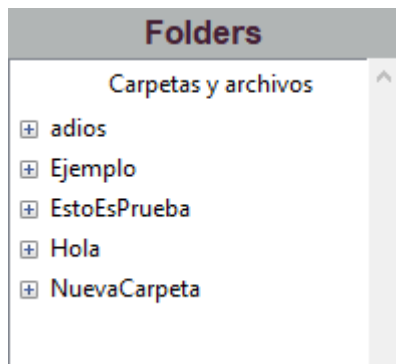 Folders
Carpetas y archivos
adios
Ejemplo
EstoEsPrueba
Hola
NuevaCarpeta